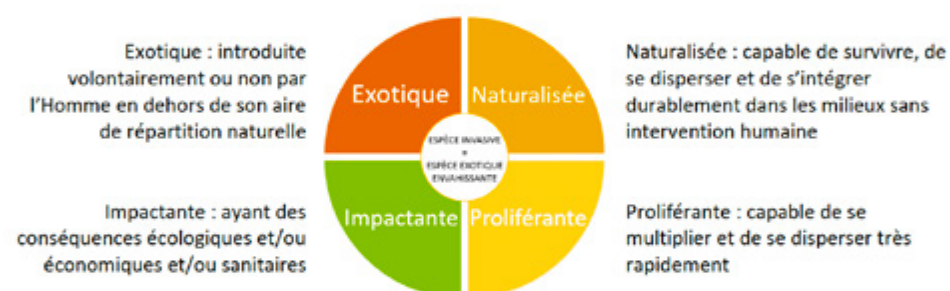 Exotique : introduite
volontairement ou non par
l'Homme en dehors de son aire
de répartition naturelle
Exotique
Naturalisée
Naturalisée : capable de survivre, de
se disperser et de s'intégrer
durablement dans les milieux sans
intervention humaine
ESPÈCE INVASIVE
=
ESPÈCE EXOTIQUE
ENVAHISSANTE
Impactante : ayant des
conséquences écologiques et/ou
économiques et/ou sanitaires
Impactante
Proliférante
Proliférante : capable de se
multiplier et de se disperser très
rapidement